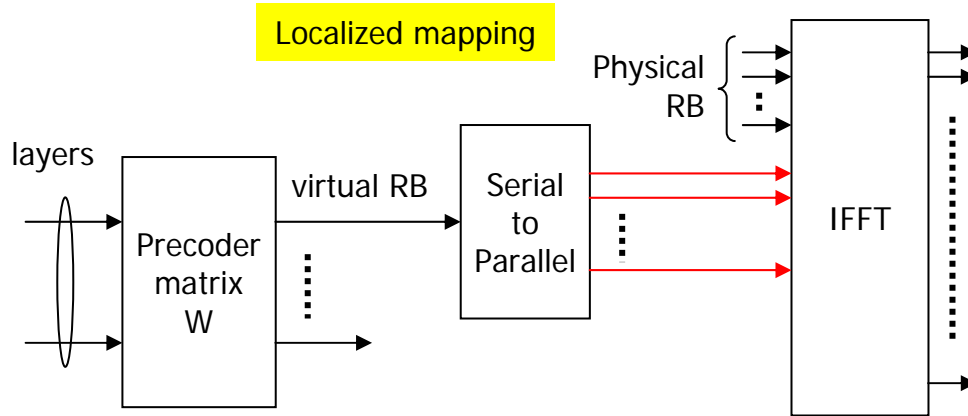 Localized mapping
Physical
RB
layers
virtual RB
Precoder
matrix
W
Serial
to
Parallel
IFFT